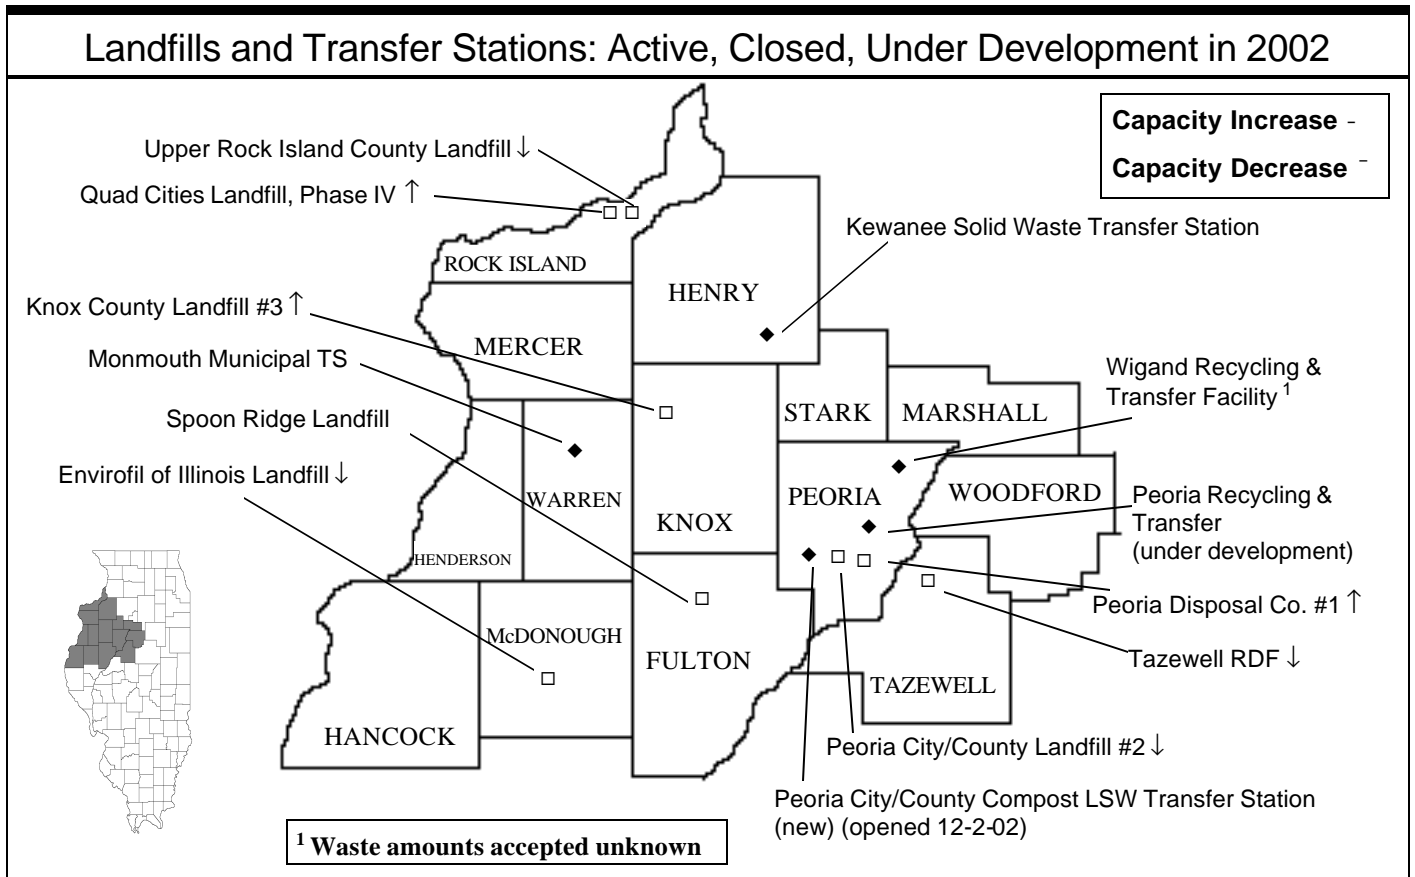 Landfills and Transfer Stations: Active, Closed, Under Development in 2002
Capacity Increase -
Capacity Decrease -
Upper Rock Island County Landfill ↓
Quad Cities Landfill, Phase IV ↑
Kewanee Solid Waste Transfer Station
ROCK ISLAND
HENRY
Knox County Landfill #3 ↑
MERCER
Monmouth Municipal TS
Wigand Recycling &
Transfer Facility 1
STARK
MARSHALL
Spoon Ridge Landfill
Envirofil of Illinois Landfill ↓
WARREN
PEORIA
WOODFORD
Peoria Recycling &
Transfer
(under development)
KNOX
HENDERSON
Peoria Disposal Co. #1 ↑
McDONOUGH
FULTON
Tazewell RDF ↓
TAZEWELL
HANCOCK
Peoria City/County Landfill #2 ↓
Peoria City/County Compost LSW Transfer Station
(new) (opened 12-2-02)
1 Waste amounts accepted unknown